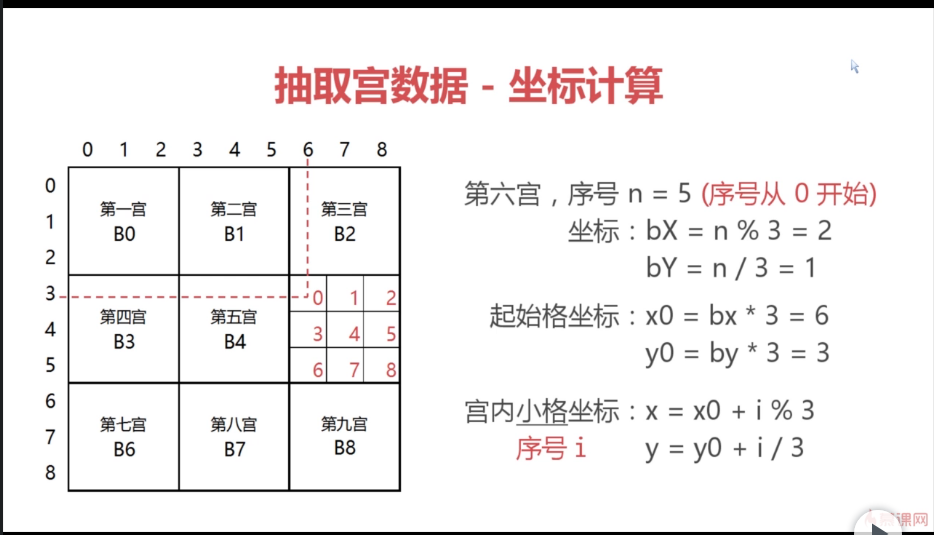 抽取宫数据 - 坐标计算
0 1 2 3 4 5 6 7 8
0
1
2
3
4
5
6
7
8
第一宫
B0
第二宫
B1
第三宫
B2
第四宫
B3
第五宫
B4
0 1 2
3 4 5
6 7 8
第七宫
B6
第八宫
B7
第九宫
B8
第六宫，序号 n = 5 (序号从 0 开始)
坐标：bX = n % 3 = 2
bY = n / 3 = 1
起始格坐标：x0 = bx * 3 = 6
y0 = by * 3 = 3
宫内小格坐标：x = x0 + i % 3
序号 i y = y0 + i / 3
课网